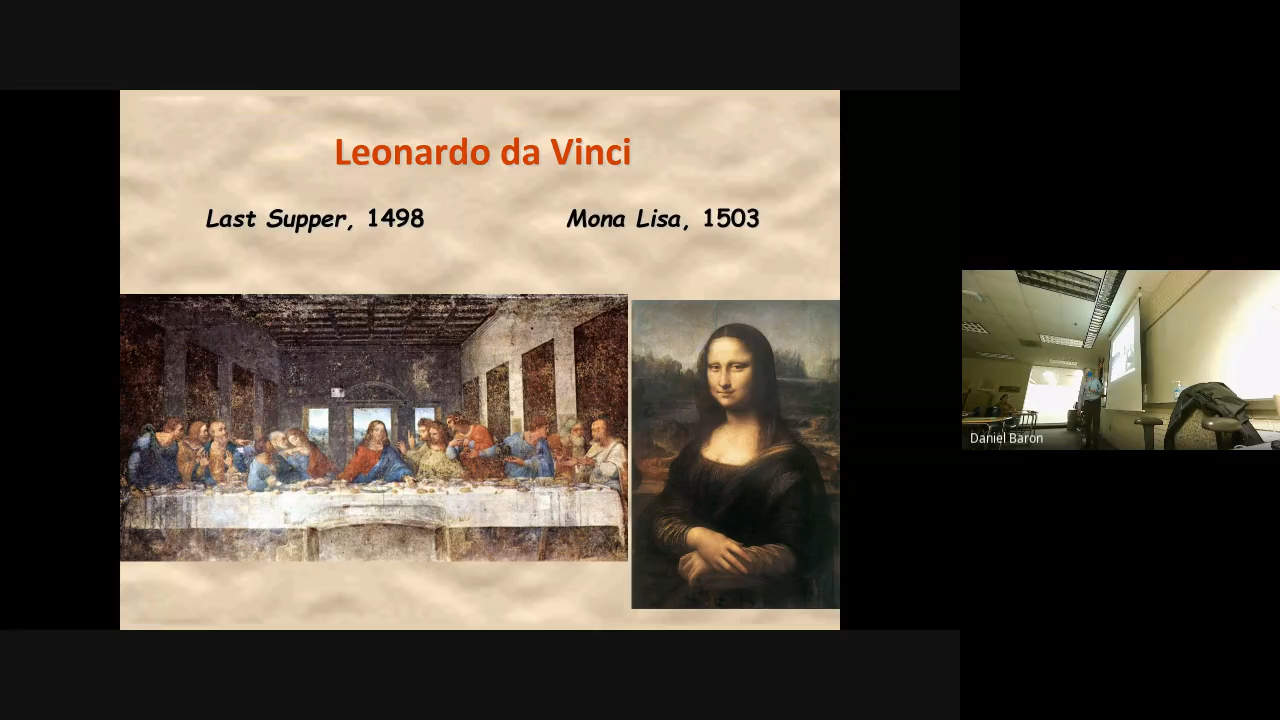 Leonardo da Vinci
Last Supper, 1498
Mona Lisa, 1503
Daniel Baron